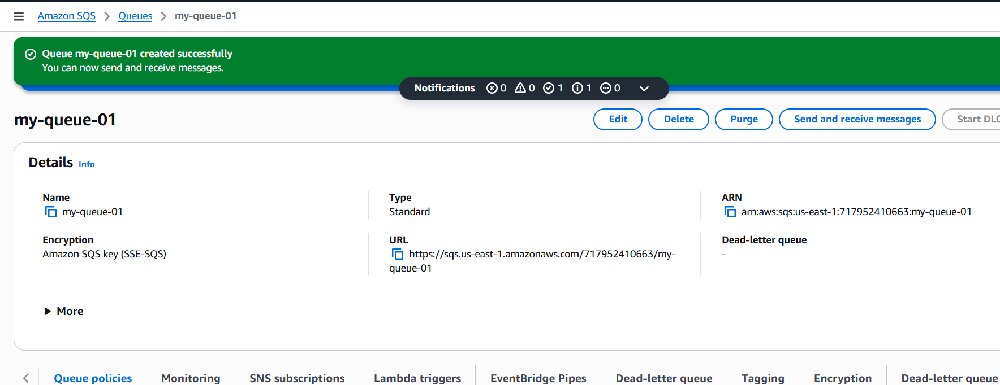 Amazon SQS > Queues > my-queue-01
Queue my-queue-01 created successfully
You can now send and receive messages.
Notifications 0 0 1 1 0
my-queue-01
Edit Delete Purge Send and receive messages Start DLQ
Details Info
Name
my-queue-01
Type
Standard
ARN
arn:aws:sqs:us-east-1:717952410663:my-queue-01
Encryption
Amazon SQS key (SSE-SQS)
URL
https://sqs.us-east-1.amazonaws.com/717952410663/my-
queue-01
Dead-letter queue
-
More
Queue policies Monitoring SNS subscriptions Lambda triggers EventBridge Pipes Dead-letter queue Tagging Encryption Dead-letter queue